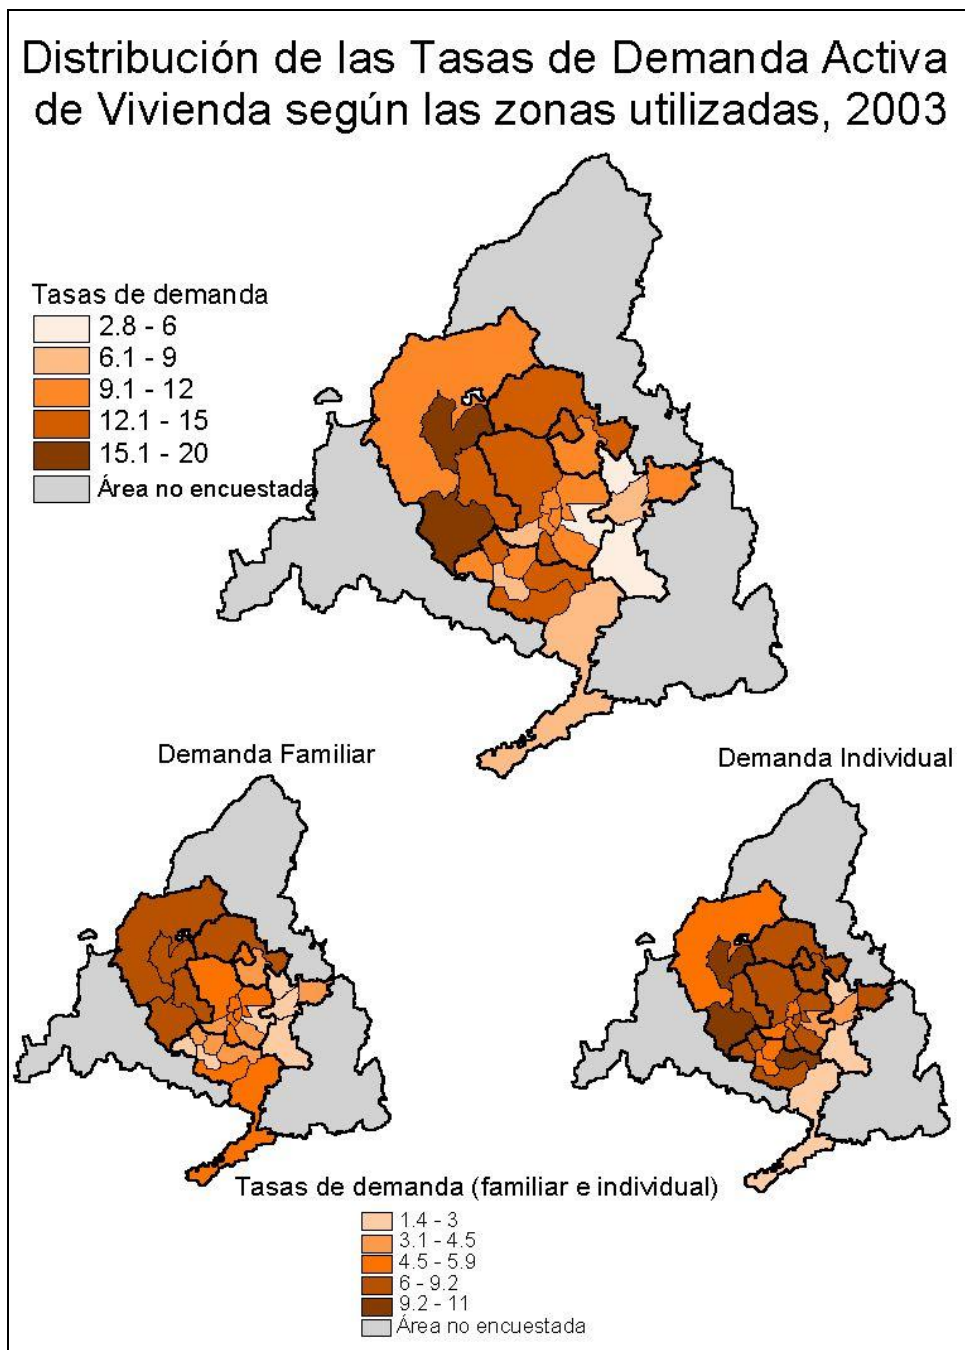 Distribución de las Tasas de Demanda Activa
de Vivienda según las zonas utilizadas, 2003
Tasas de demanda
2.8 - 6
6.1 - 9
9.1 - 12
12.1 - 15
15.1 - 20
Área no encuestada
Demanda Familiar
Demanda Individual
Tasas de demanda (familiar e individual)
1.4 - 3
3.1 - 4.5
4.5 - 5.9
6 - 9.2
9.2 - 11
Área no encuestada